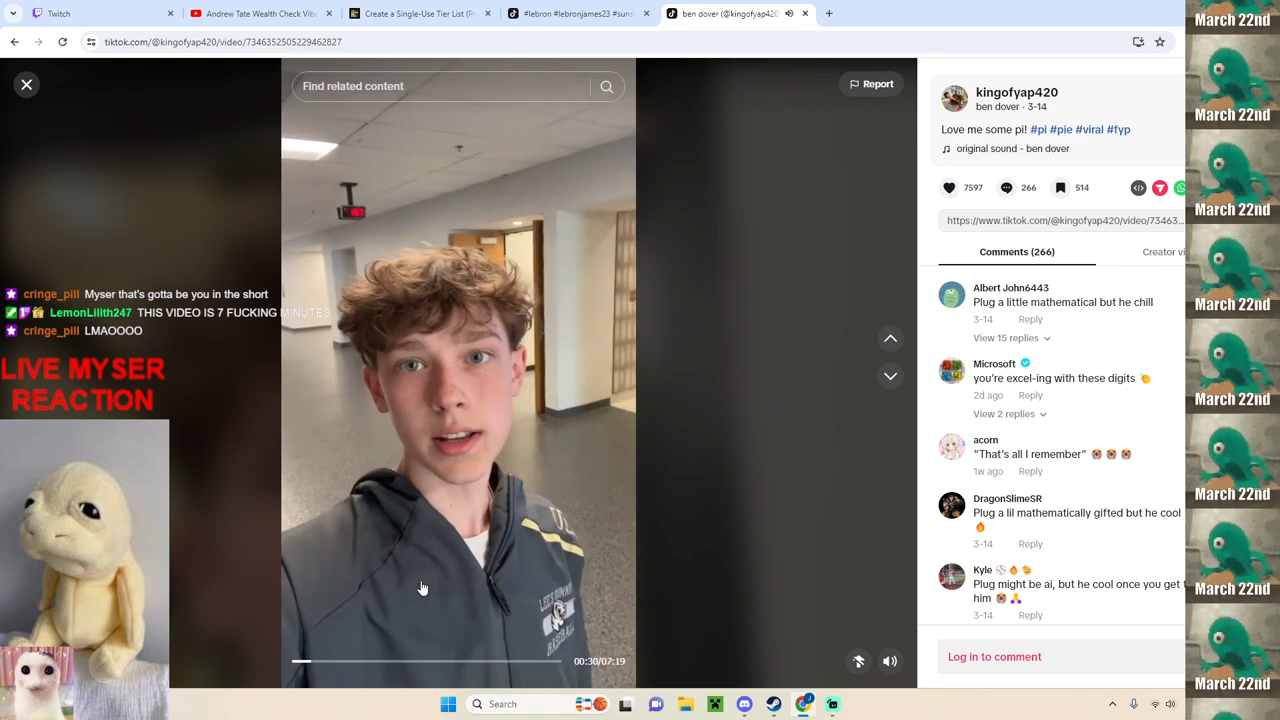 Twitch
Andrew Tate Wealth Check Vibe
Create a Single-Use Tier List (
#lebron #lebronjames23 #suns
ben dover (@kingofyap420
tiktok.com/@kingofyap420/video/7346352505229462827
Find related content
Report
kingofyap420
ben dover · 3-14
Love me some pi! #pi #pie #viral #fyp
original sound - ben dover
7597
266
514
https://www.tiktok.com/@kingofyap420/video/73463...
Comments (266)
Creator vi
Albert John6443
Plug a little mathematical but he chill
3-14 Reply
View 15 replies
Microsoft
you're excel-ing with these digits 👏
2d ago Reply
View 2 replies
acorn
"That's all I remember" 😭 😭 😭
1w ago Reply
DragonSlimeSR
Plug a lil mathematically gifted but he cool
🔥
3-14 Reply
Kyle
Plug might be ai, but he cool once you get t
him 😭 🙏
3-14 Reply
Log in to comment
cringe_pill Myser that's gotta be you in the short
LemonLilith247 THIS VIDEO IS 7 FUCKING MINUTES
cringe_pill LMAOOOO
LIVE MYSER
REACTION
LEE'S SUMMIT
BASEBALL
00:30/07:19
Search
March 22nd
March 22nd
March 22nd
March 22nd
March 22nd
March 22nd
March 22nd
March 22nd